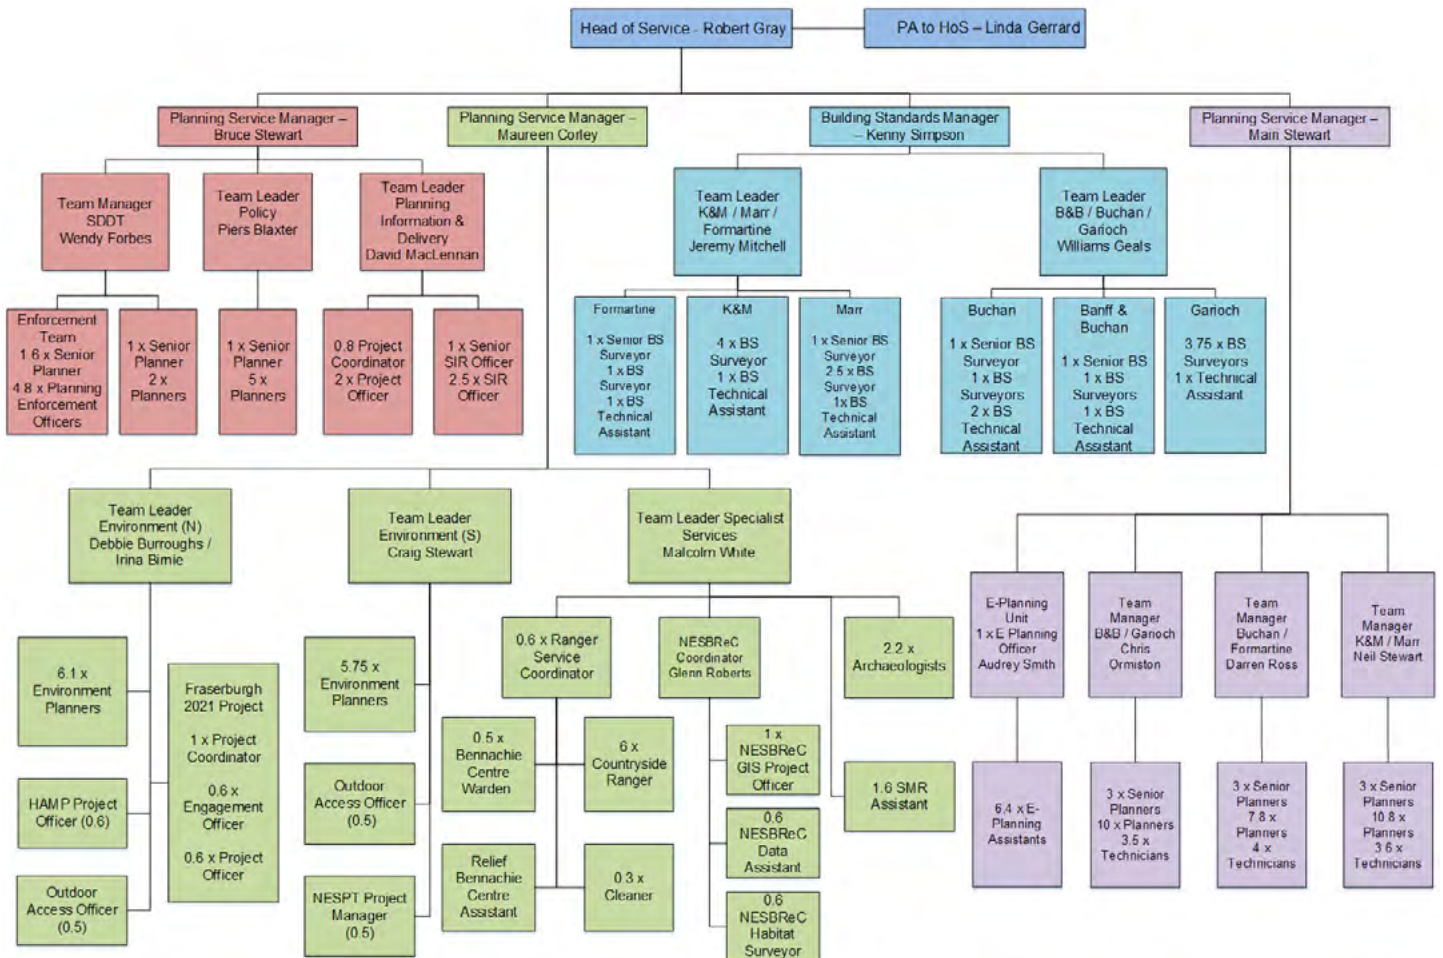 Head of Service - Robert Gray
PA to HoS – Linda Gerrard
Planning Service Manager –
Bruce Stewart
Planning Service Manager –
Maureen Corley
Building Standards Manager
– Kenny Simpson
Planning Service Manager –
Mairi Stewart
Team Manager
SDDT
Wendy Forbes
Team Leader
Policy
Piers Blaxter
Team Leader
Planning
Information &
Delivery
David MacLennan
Team Leader
K&M / Marr /
Formartine
Jeremy Mitchell
Team Leader
B&B / Buchan /
Garioch
Williams Geals
Enforcement
Team
1.6 x Senior
Planner
4.8 x Planning
Enforcement
Officers
1 x Senior
Planner
2 x
Planners
1 x Senior
Planner
5 x
Planners
0.8 Project
Coordinator
2 x Project
Officer
1 x Senior
SIR Officer
2.5 x SIR
Officer
Formartine
1 x Senior BS
Surveyor
1 x BS
Surveyor
1 x BS
Technical
Assistant
K&M
4 x BS
Surveyor
1 x BS
Technical
Assistant
Marr
1 x Senior BS
Surveyor
2.5 x BS
Surveyor
1x BS
Technical
Assistant
Buchan
1 x Senior BS
Surveyor
1 x BS
Surveyors
2 x BS
Technical
Assistant
Banff &
Buchan
1 x Senior BS
1 x BS
Surveyors
1 x BS
Technical
Assistant
Garioch
3.75 x BS
Surveyors
1 x Technical
Assistant
Team Leader
Environment (N)
Debbie Burroughs /
Irina Birnie
Team Leader
Environment (S)
Craig Stewart
Team Leader Specialist
Services
Malcolm White
E-Planning
Unit
1 x E Planning
Officer
Audrey Smith
Team
Manager
B&B / Garioch
Chris
Ormiston
Team
Manager
Buchan /
Formartine
Darren Ross
Team
Manager
K&M / Marr
Neil Stewart
6.1 x
Environment
Planners
Fraserburgh
2021 Project
1 x Project
Coordinator
0.6 x
Engagement
Officer
0.6 x Project
Officer
HAMP Project
Officer (0.6)
Outdoor
Access Officer
(0.5)
5.75 x
Environment
Planners
Outdoor
Access Officer
(0.5)
NESPT Project
Manager
(0.5)
0.6 x Ranger
Service
Coordinator
NESBReC
Coordinator
Glenn Roberts
2.2 x
Archaeologists
0.5 x
Bennachie
Centre
Warden
6 x
Countryside
Ranger
1 x
NESBReC
GIS Project
Officer
1.6 SMR
Assistant
Relief
Bennachie
Centre
Assistant
0.3 x
Cleaner
0.6
NESBReC
Data
Assistant
0.6
NESBReC
Habitat
Surveyor
6.4 x E-
Planning
Assistants
3 x Senior
Planners
10 x Planners
3.5 x
Technicians
3 x Senior
Planners
7.8 x
Planners
4 x
Technicians
3 x Senior
Planners
10.8 x
Planners
3.6 x
Technicians